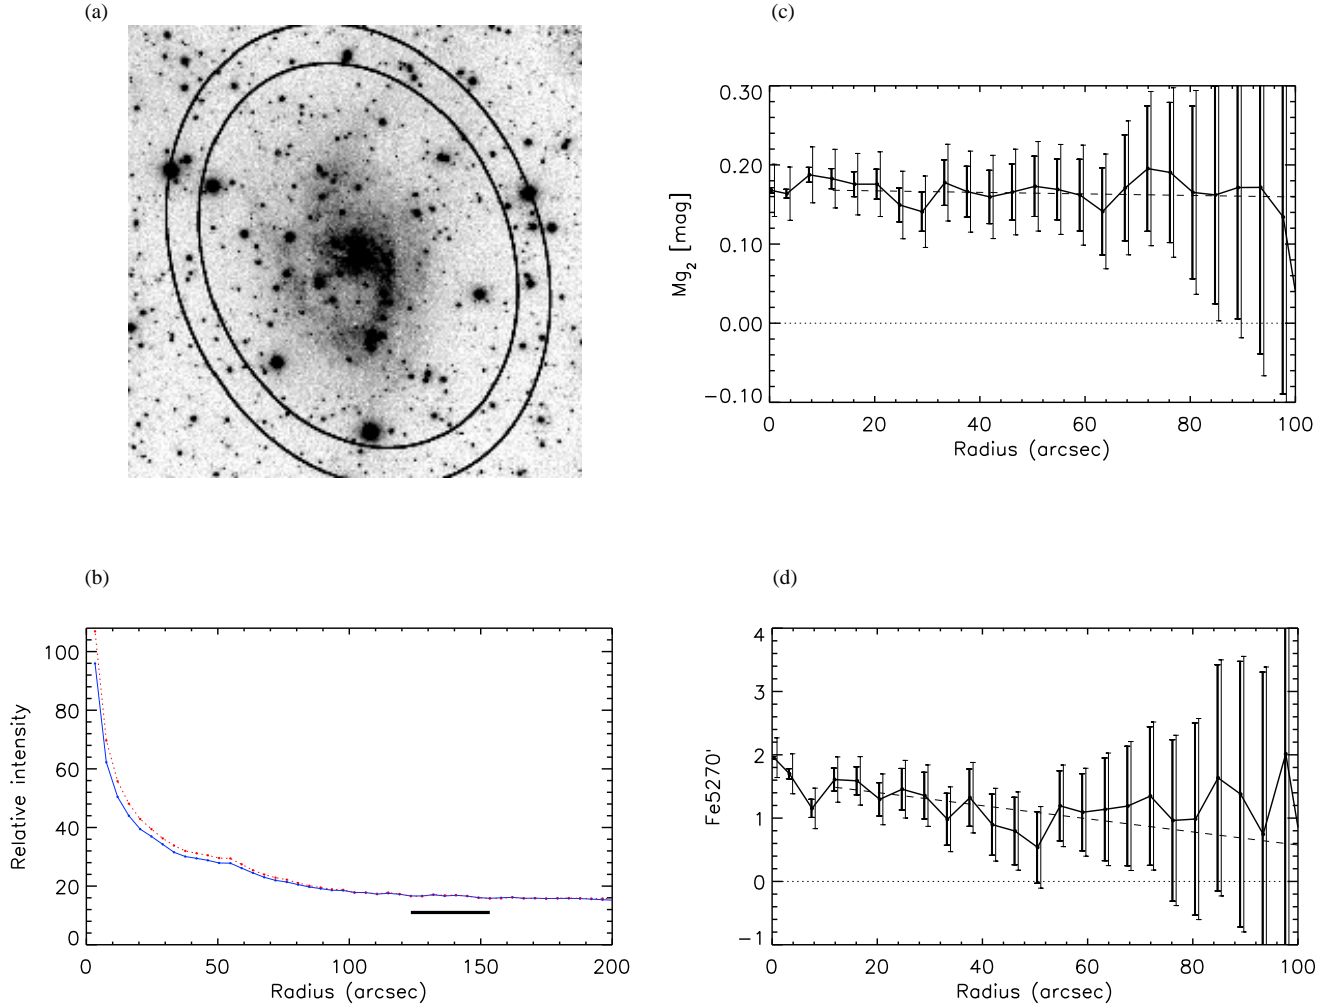 (a)
(c)
0.30
0.20
0.10
0.00
−0.10
Mg2 [mag]
0 20 40 60 80 100
Radius (arcsec)
(b)
(d)
100
80
60
40
20
0
Relative intensity
0 50 100 150 200
Radius (arcsec)
4
3
2
1
0
−1
Fe5270'
0 20 40 60 80 100
Radius (arcsec)